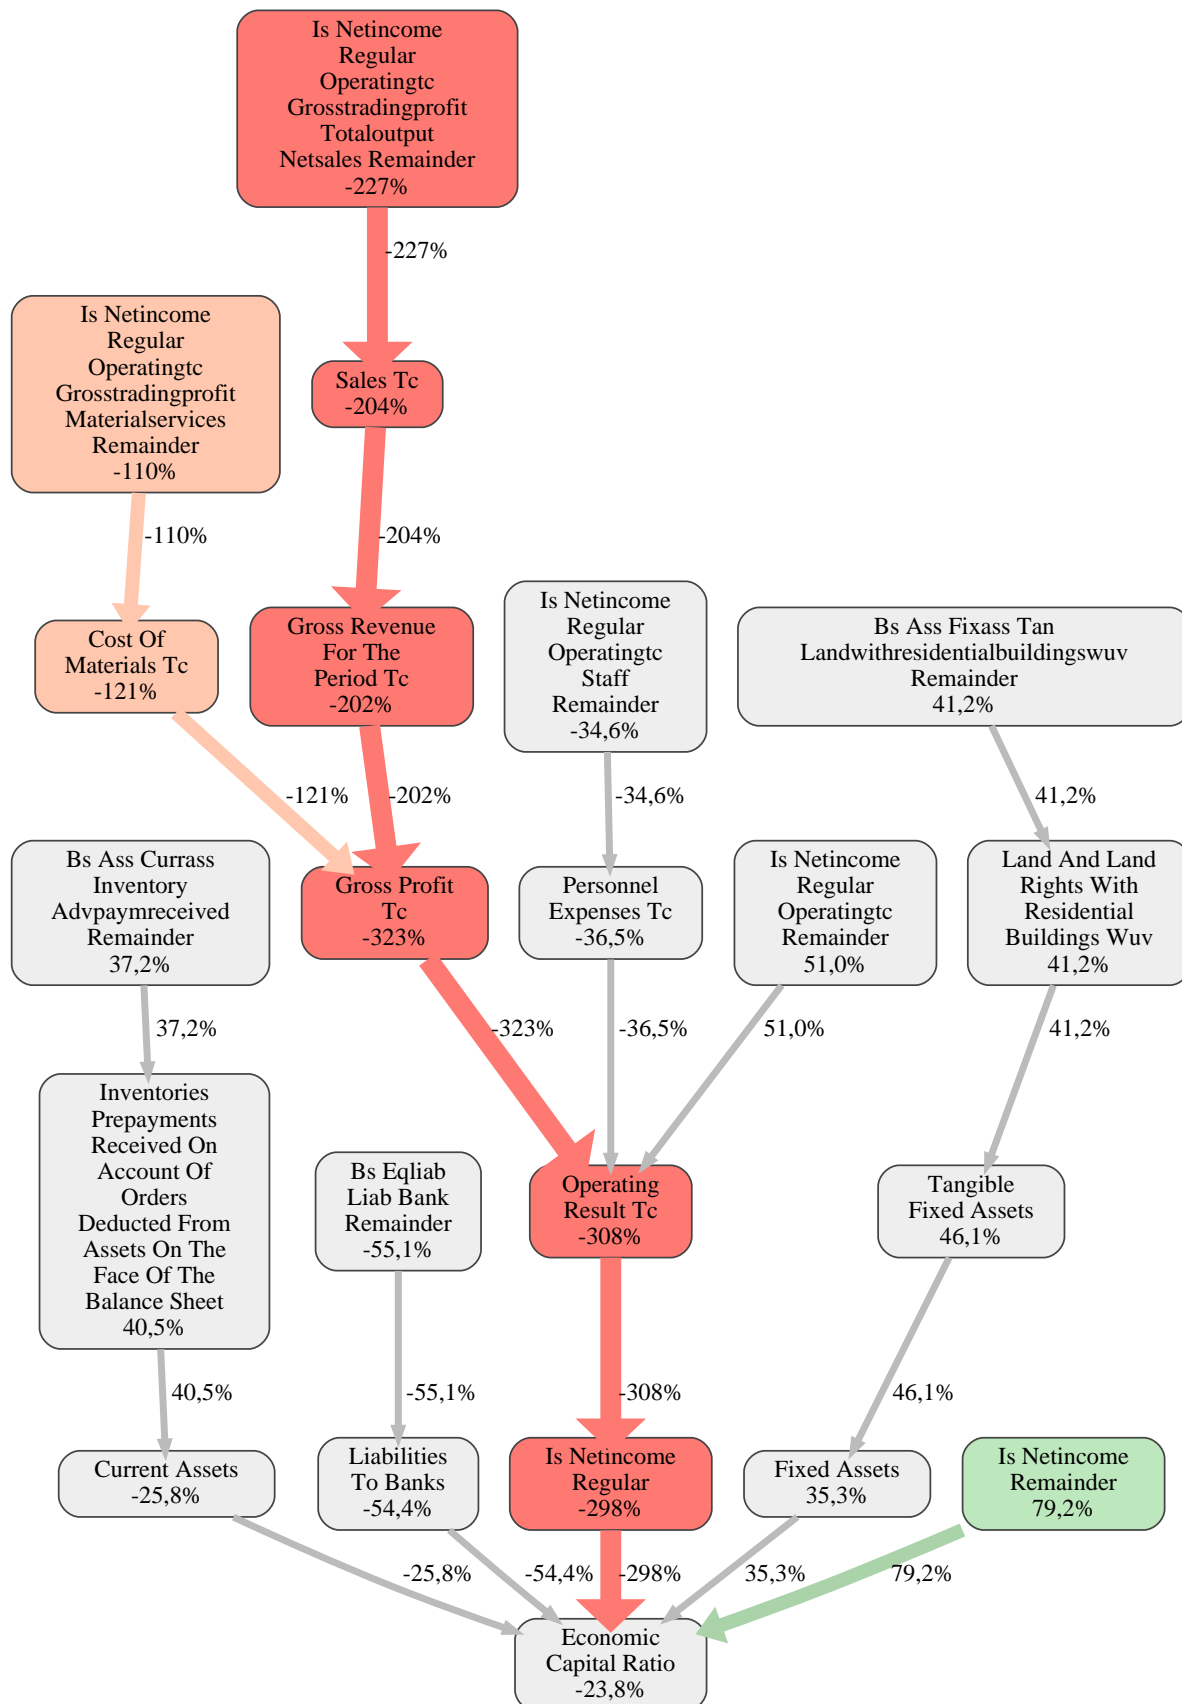 Is Netincome
Regular
Operatingtc
Grosstradingprofit
Totaloutput
Netsales Remainder
-227%
-227%
Is Netincome
Regular
Operatingtc
Grosstradingprofit
Materialservices
Remainder
-110%
Sales Tc
-204%
-110%
-204%
Cost Of
Materials Tc
-121%
Gross Revenue
For The
Period Tc
-202%
Is Netincome
Regular
Operatingtc
Staff
Remainder
-34,6%
Bs Ass Fixass Tan
Landwithresidentialbuildingswuv
Remainder
41,2%
-121%
-202%
-34,6%
41,2%
Bs Ass Currass
Inventory
Advpaymreceived
Remainder
37,2%
Gross Profit
Tc
-323%
Personnel
Expenses Tc
-36,5%
Is Netincome
Regular
Operatingtc
Remainder
51,0%
Land And Land
Rights With
Residential
Buildings Wuv
41,2%
37,2%
-323%
-36,5%
51,0%
41,2%
Inventories
Prepayments
Received On
Account Of
Orders
Deducted From
Assets On The
Face Of The
Balance Sheet
40,5%
Bs Eqliab
Liab Bank
Remainder
-55,1%
Operating
Result Tc
-308%
Tangible
Fixed Assets
46,1%
40,5%
-55,1%
-308%
46,1%
Current Assets
-25,8%
Liabilities
To Banks
-54,4%
Is Netincome
Regular
-298%
Fixed Assets
35,3%
Is Netincome
Remainder
79,2%
-25,8%
-54,4%
-298%
35,3%
79,2%
Economic
Capital Ratio
-23,8%